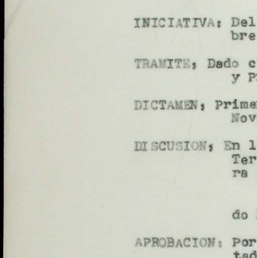 INICIATIVA: Del
bre
TRAMITE, Dado c
y P
DICTAMEN; Prime
Nov
DISCUSION, En l
Ter
ra
do
APROBACION: Por
tad